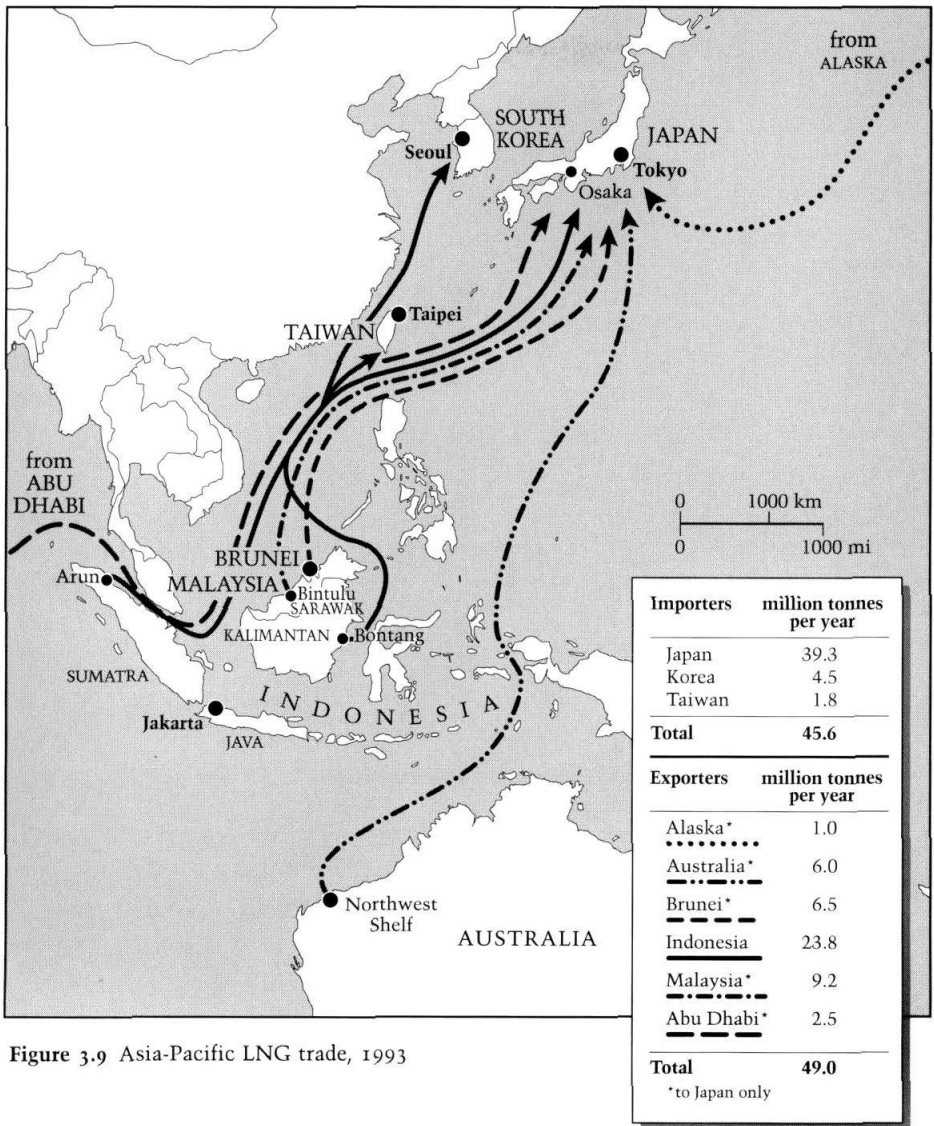 from
ALASKA
SOUTH
KOREA
JAPAN
Seoul
Tokyo
Osaka
Taipei
TAIWAN
from
ABU
DHABI
0 1000 km
0 1000 mi
BRUNEI
Arun
MALAYSIA
Bintulu
SARAWAK
KALIMANTAN
Bontang
SUMATRA
INDONESIA
Jakarta
JAVA
Northwest
Shelf
AUSTRALIA
Importers million tonnes
per year
Japan 39.3
Korea 4.5
Taiwan 1.8
Total 45.6
Exporters million tonnes
per year
Alaska* 1.0
Australia* 6.0
Brunei* 6.5
Indonesia 23.8
Malaysia* 9.2
Abu Dhabi* 2.5
Total 49.0
*to Japan only
Figure 3.9 Asia-Pacific LNG trade, 1993